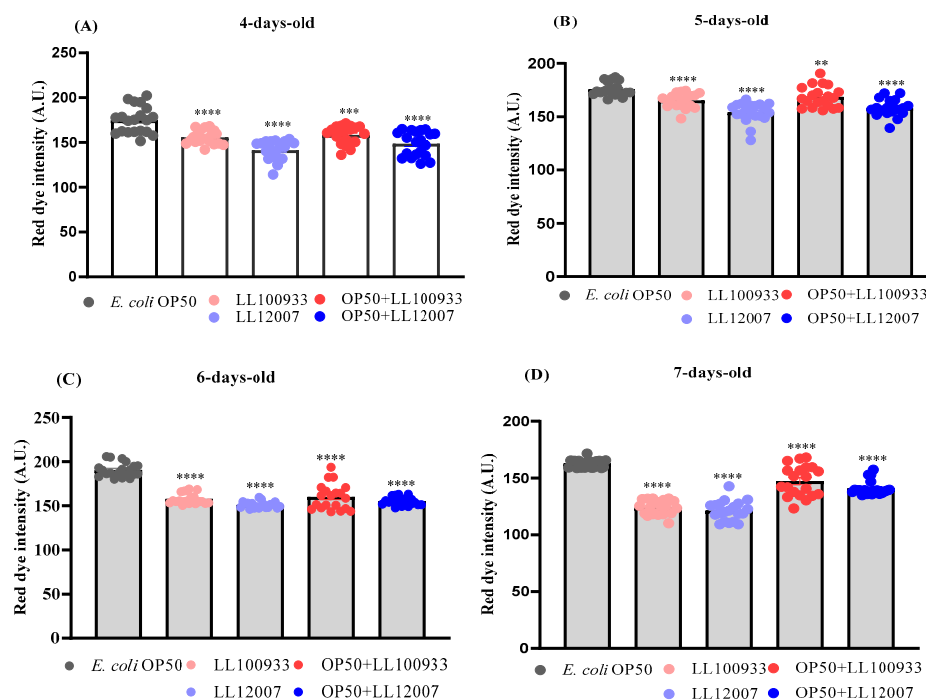 (A)
4-days-old
Red dye intensity (A.U.)
250
200
150
100
50
0
****
****
***
****
E. coli OP50
LL100933
OP50+LL100933
LL12007
OP50+LL12007
(B)
5-days-old
Red dye intensity (A.U.)
200
150
100
50
0
****
****
**
****
E. coli OP50
LL100933
OP50+LL100933
LL12007
OP50+LL12007
(C)
6-days-old
Red dye intensity (A.U.)
250
200
150
100
50
0
****
****
****
****
E. coli OP50
LL100933
OP50+LL100933
LL12007
OP50+LL12007
(D)
7-days-old
Red dye intensity (A.U.)
200
150
100
50
0
****
****
****
****
E. coli OP50
LL100933
OP50+LL100933
LL12007
OP50+LL12007